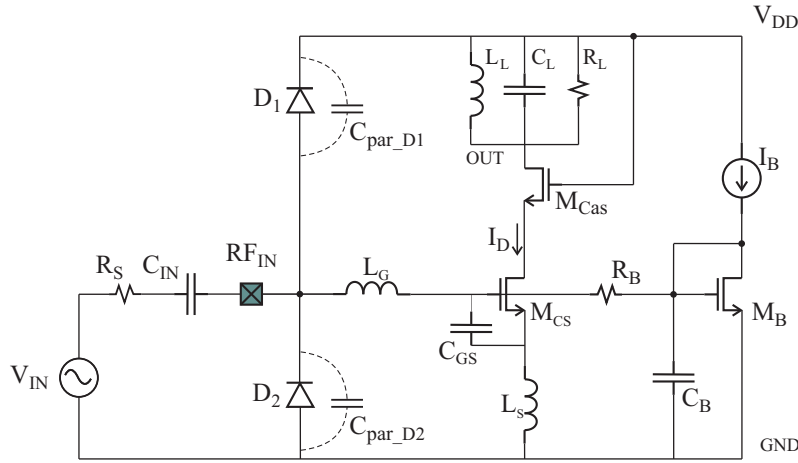 V_DD
L_L
C_L
R_L
D_1
C_par_D1
OUT
I_B
M_Cas
I_D
R_S
C_IN
RF_IN
L_G
R_B
M_CS
M_B
C_GS
V_IN
D_2
C_par_D2
L_s
C_B
GND